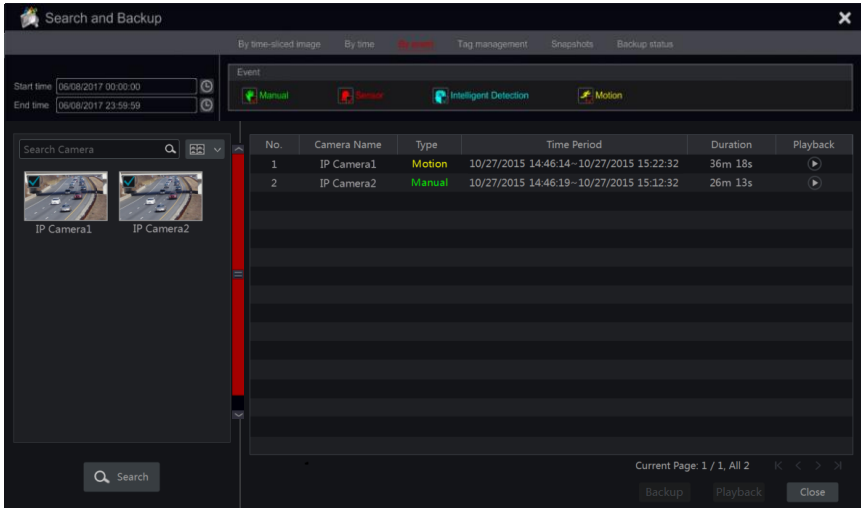 Search and Backup
By time-sliced image By time By event Tag management Snapshots Backup status
Event
Start time 06/08/2017 00:00:00
End time 06/08/2017 23:59:59
Manual Sensor Intelligent Detection Motion
Search Camera
No. Camera Name Type Time Period Duration Playback
1 IP Camera1 Motion 10/27/2015 14:46:14~10/27/2015 15:22:32 36m 18s
2 IP Camera2 Manual 10/27/2015 14:46:19~10/27/2015 15:12:32 26m 13s
IP Camera1 IP Camera2
Current Page: 1 / 1, All 2
Search
Backup Playback Close